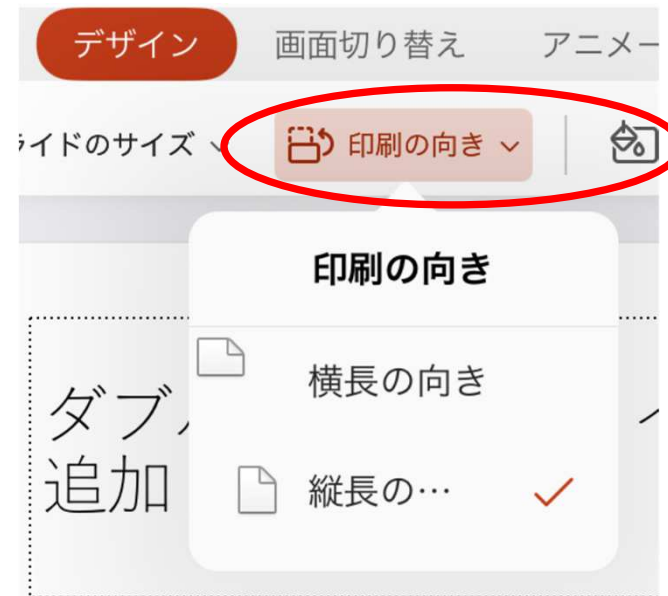 デザイン 画面切り替え アニメー
イドのサイズ 印刷の向き
印刷の向き
横長の向き
ダブ
追加
縦長の…